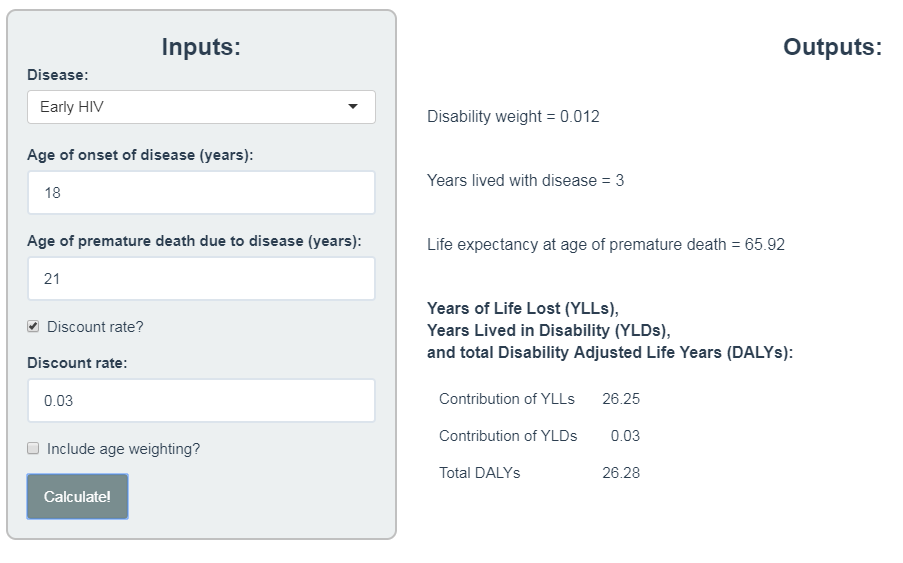 Inputs:
Disease:
Early HIV
Age of onset of disease (years):
18
Age of premature death due to disease (years):
21
Discount rate?
Discount rate:
0.03
Include age weighting?
Calculate!
Outputs:
Disability weight = 0.012
Years lived with disease = 3
Life expectancy at age of premature death = 65.92
Years of Life Lost (YLLs),
Years Lived in Disability (YLDs),
and total Disability Adjusted Life Years (DALYs):
Contribution of YLLs 26.25
Contribution of YLDs 0.03
Total DALYs 26.28